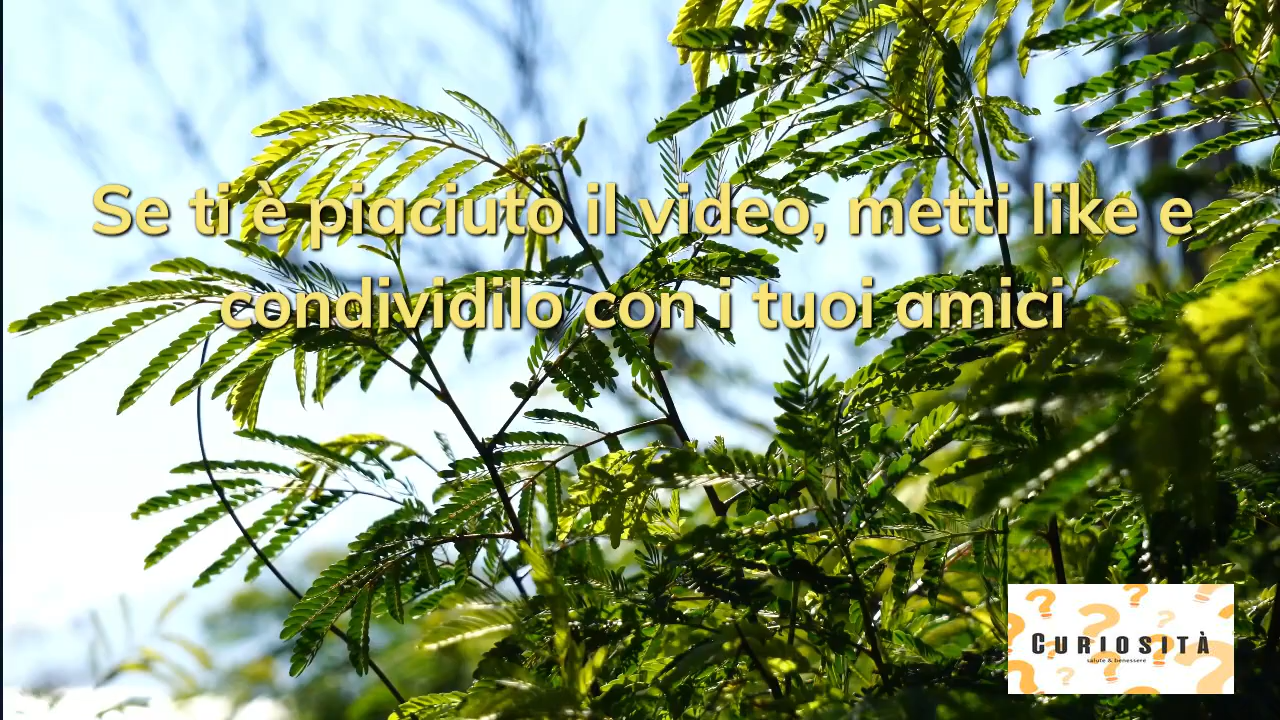 Se ti è piaciuto il video, metti like e
condividilo con i tuoi amici
CURIOSITÀ
salute & benessere